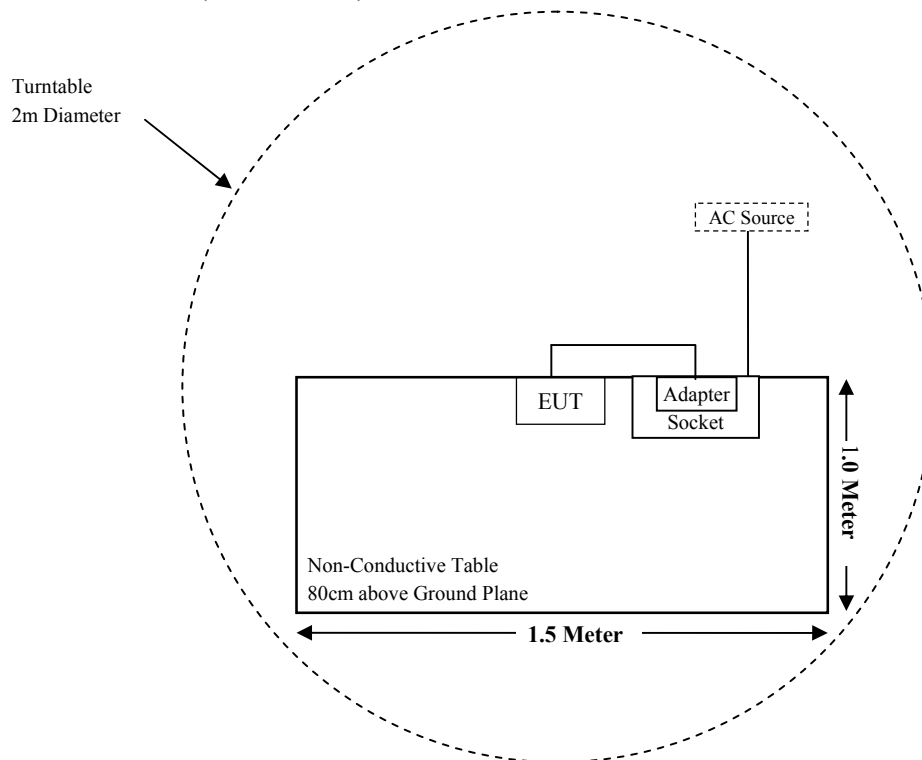 Turntable
2m Diameter
AC Source
EUT
Adapter
Socket
1.0 Meter
Non-Conductive Table
80cm above Ground Plane
1.5 Meter